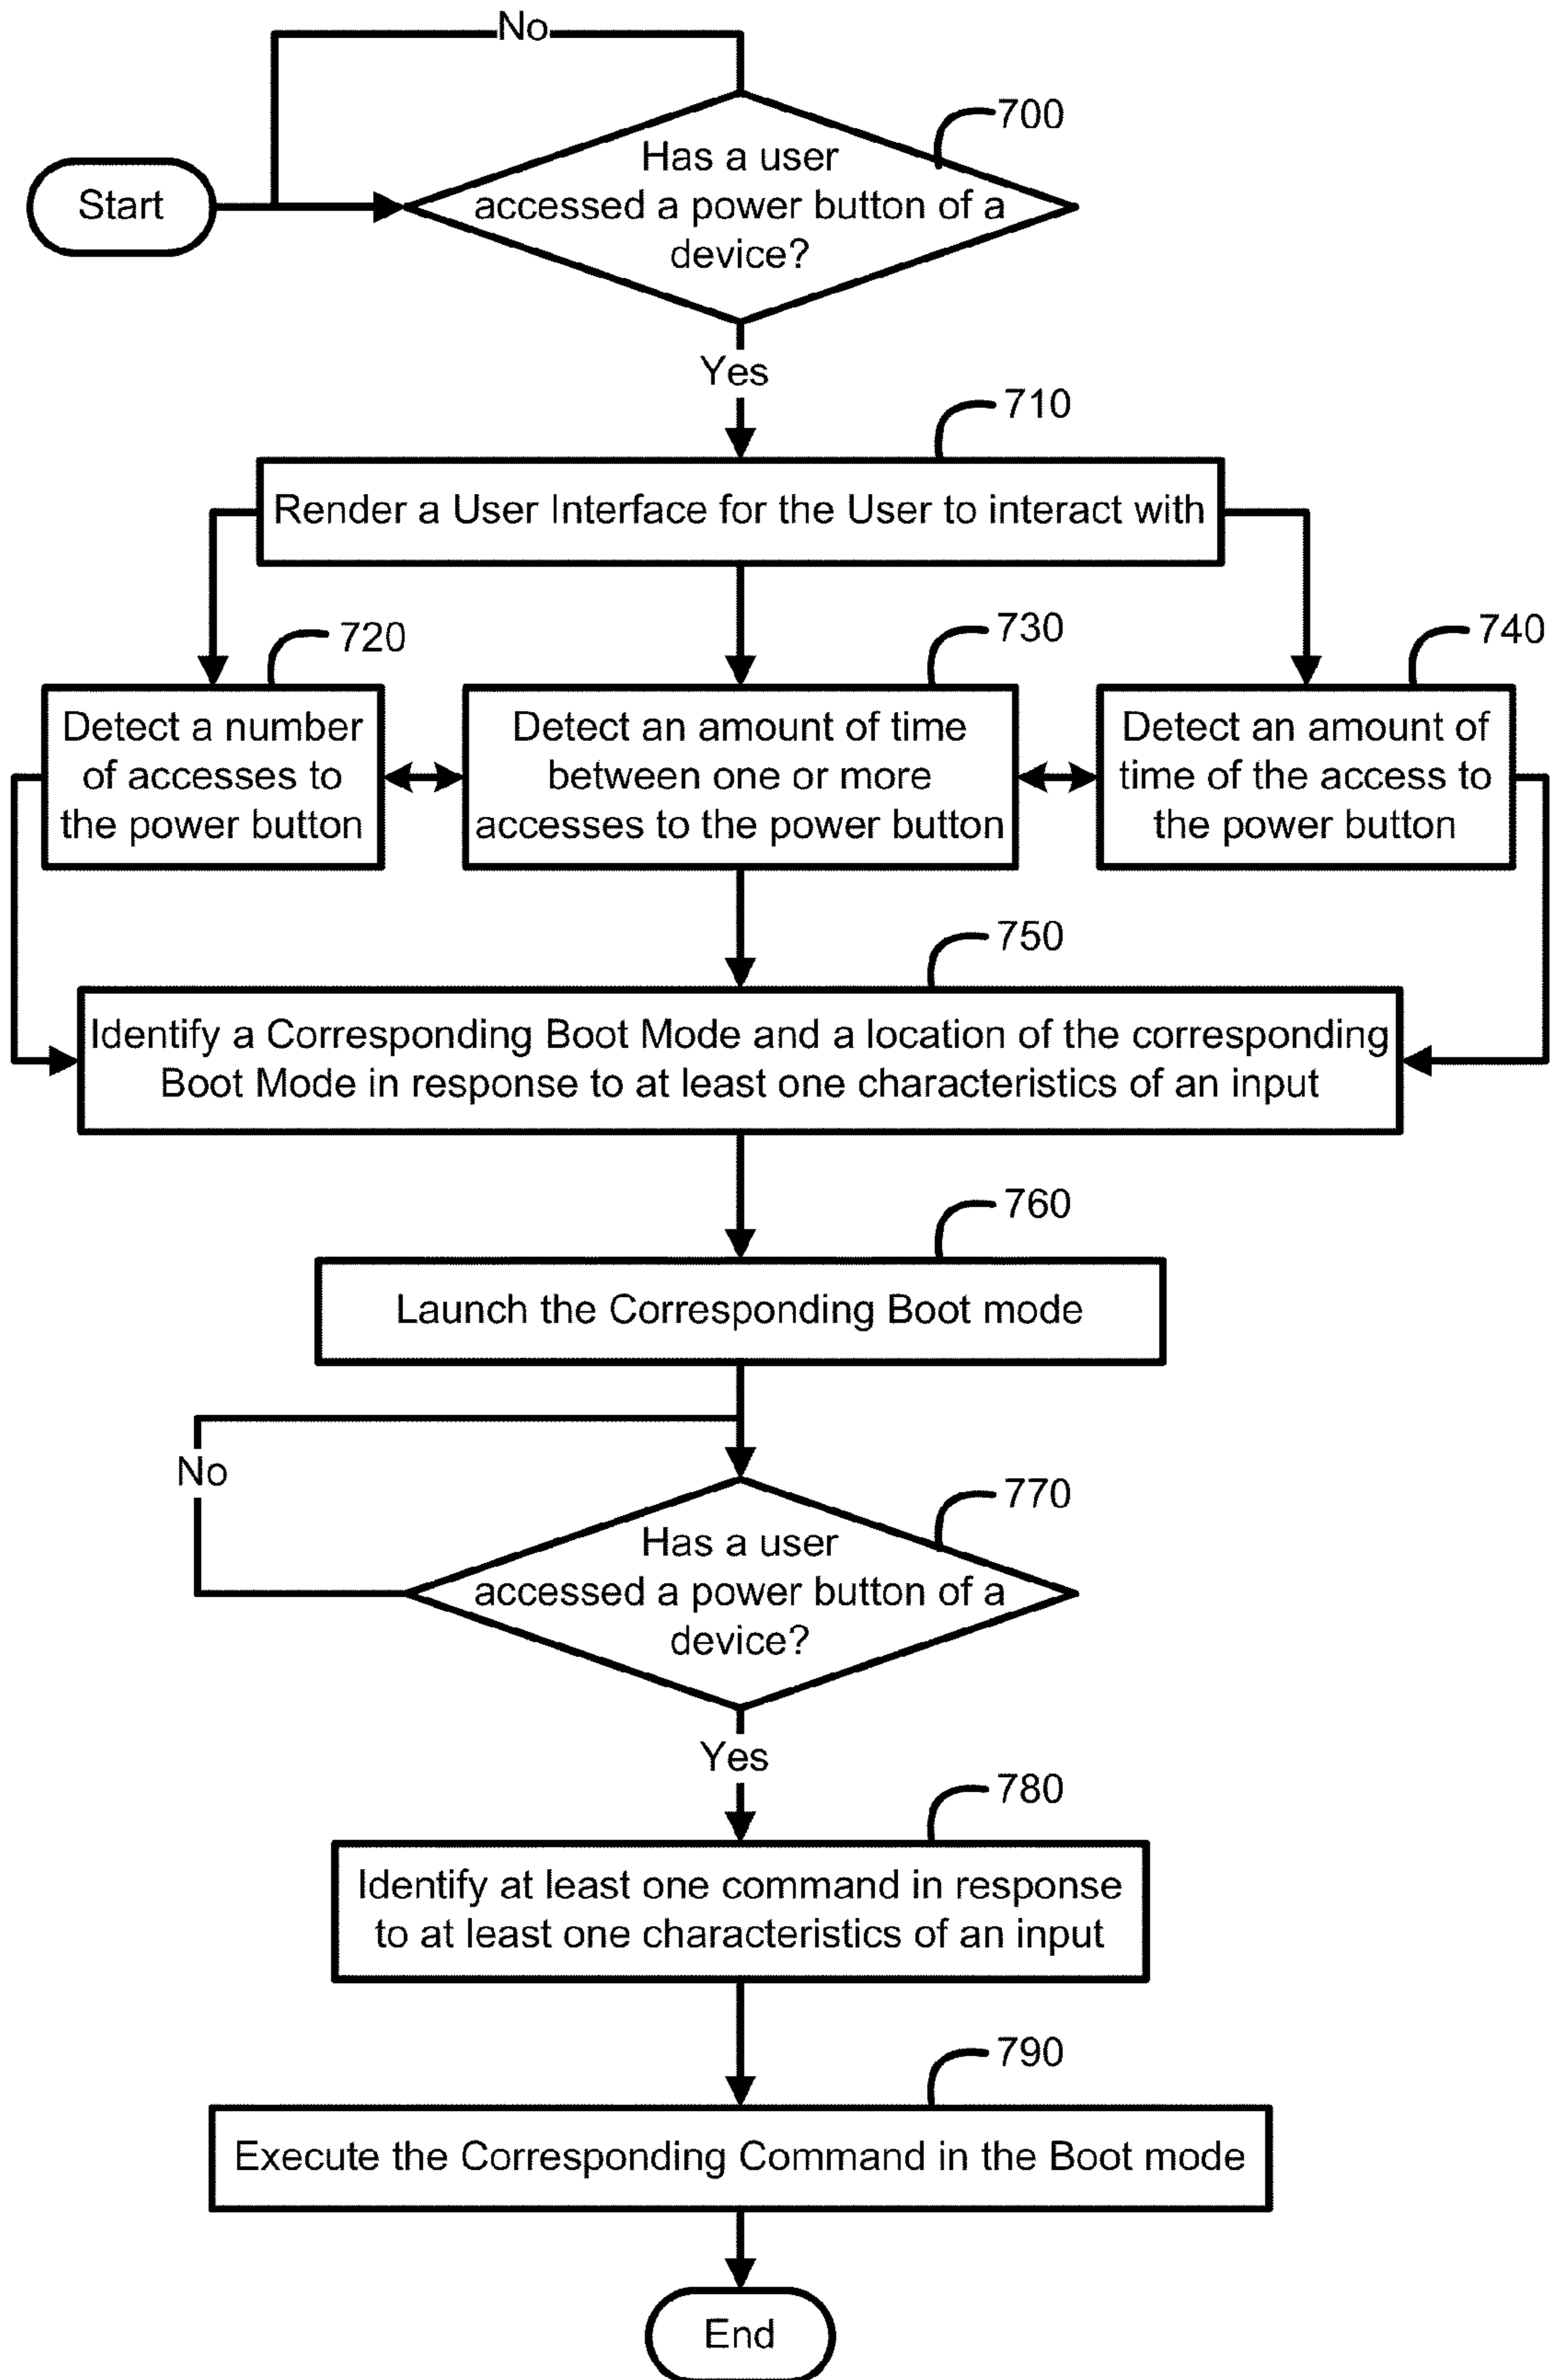 No
700
Start
Has a user
accessed a power button of a
device?
Yes
710
Render a User Interface for the User to interact with
720
730
740
Detect a number
of accesses to
the power button
Detect an amount of time
between one or more
accesses to the power button
Detect an amount of
time of the access to
the power button
750
Identify a Corresponding Boot Mode and a location of the corresponding
Boot Mode in response to at least one characteristics of an input
760
Launch the Corresponding Boot mode
No
770
Has a user
accessed a power button of a
device?
Yes
780
Identify at least one command in response
to at least one characteristics of an input
790
Execute the Corresponding Command in the Boot mode
End